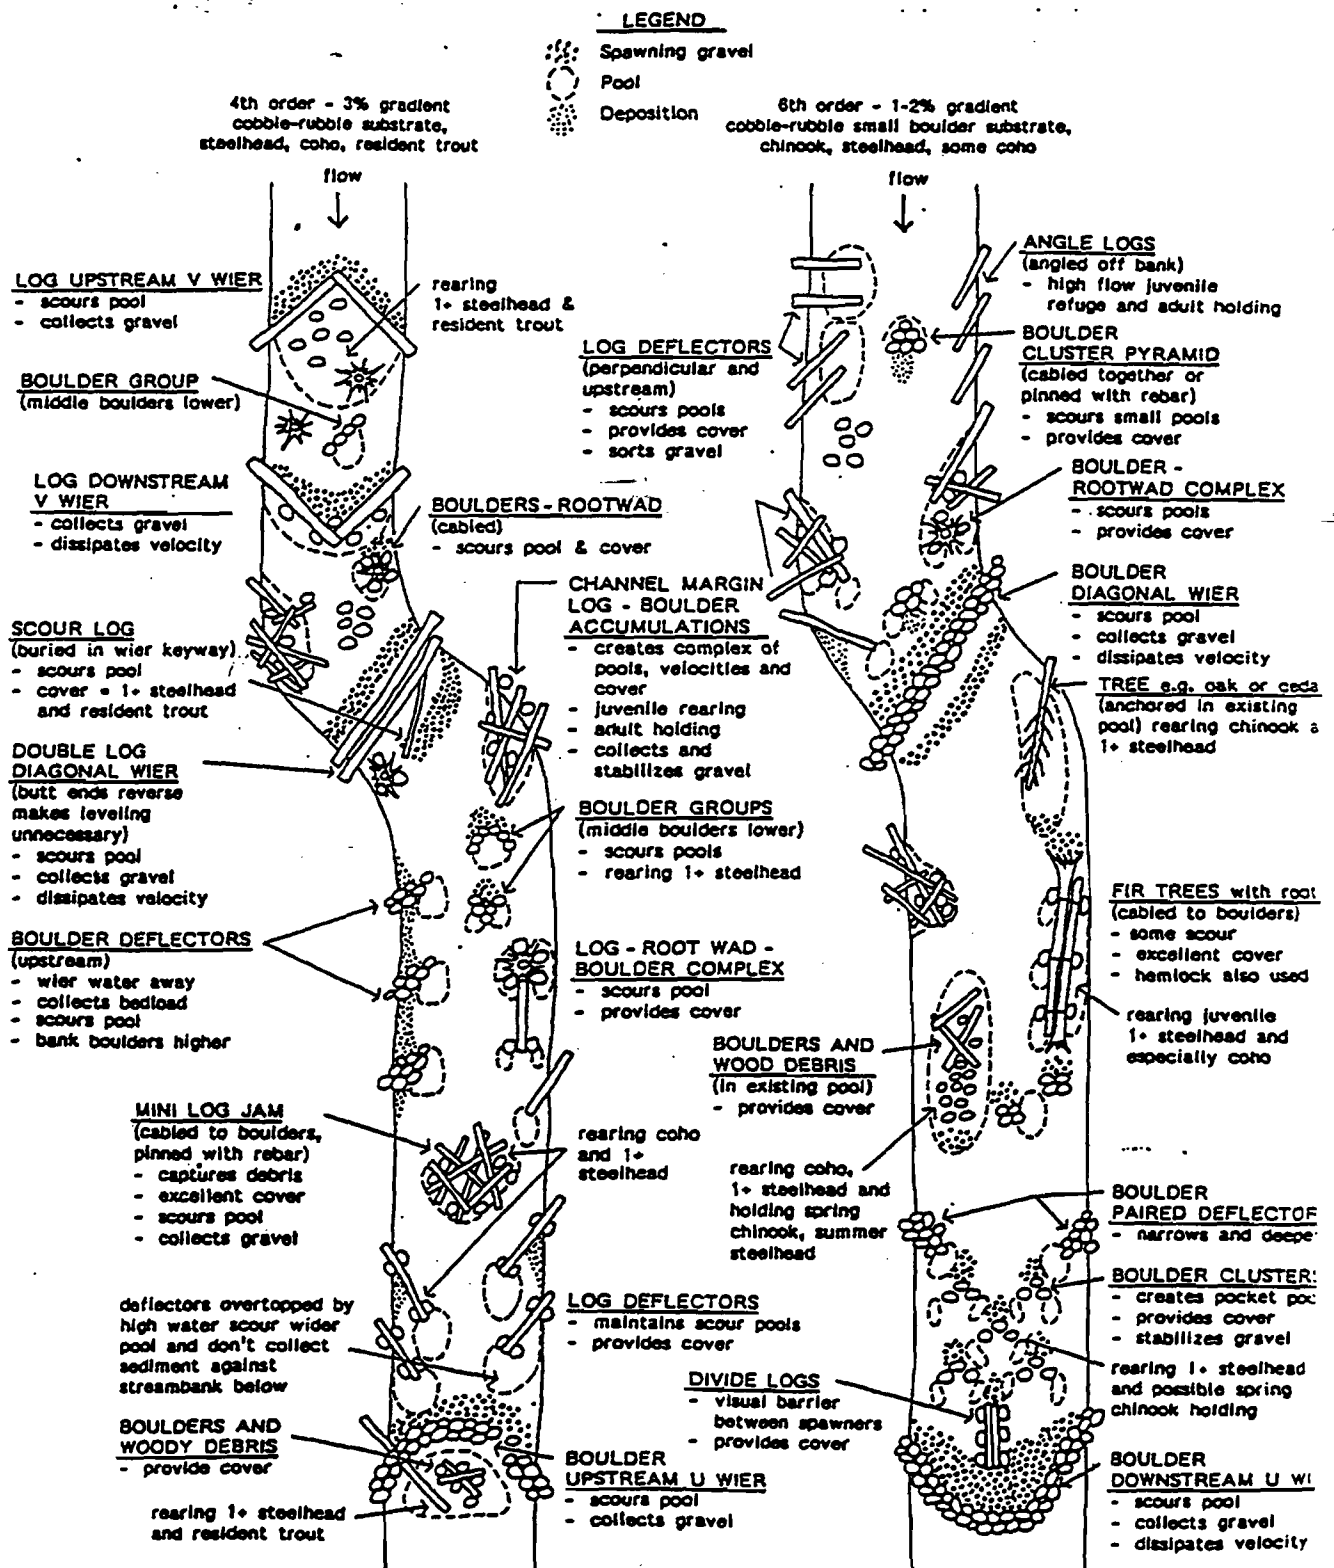 LEGEND
Spawning gravel
Pool
Deposition
4th order - 3% gradient
cobble-rubble substrate,
steelhead, coho, resident trout
flow
LOG UPSTREAM V WIER
- scours pool
- collects gravel
rearing
1+ steelhead &
resident trout
BOULDER GROUP
(middle boulders lower)
LOG DOWNSTREAM
V WIER
- collects gravel
- dissipates velocity
BOULDERS-ROOTWAD
(cabled)
- scours pool & cover
SCOUR LOG
(buried in wier keyway)
- scours pool
- cover = 1+ steelhead
and resident trout
CHANNEL MARGIN
LOG - BOULDER
ACCUMULATIONS
- creates complex of
pools, velocities and
cover
- juvenile rearing
- adult holding
- collects and
stabilizes gravel
DOUBLE LOG
DIAGONAL WIER
(butt ends reverse
makes leveling
unnecessary)
- scours pool
- collects gravel
- dissipates velocity
BOULDER GROUPS
(middle boulders lower)
- scours pools
- rearing 1+ steelhead
BOULDER DEFLECTORS
(upstream)
- wier water away
- collects bedload
- scours pool
- bank boulders higher
LOG - ROOT WAD -
BOULDER COMPLEX
- scours pool
- provides cover
MINI LOG JAM
(cabled to boulders,
pinned with rebar)
- captures debris
- excellent cover
- scours pool
- collects gravel
rearing coho
and 1+
steelhead
deflectors overtopped by
high water scour wider
pool and don't collect
sediment against
streambank below
LOG DEFLECTORS
- maintains scour pools
- provides cover
BOULDERS AND
WOODY DEBRIS
- provide cover
rearing 1+ steelhead
and resident trout
BOULDER
UPSTREAM U WIER
- scours pool
- collects gravel
6th order - 1-2% gradient
cobble-rubble small boulder substrate,
chinook, steelhead, some coho
flow
ANGLE LOGS
(angled off bank)
- high flow juvenile
refuge and adult holding
LOG DEFLECTORS
(perpendicular and
upstream)
- scours pools
- provides cover
- sorts gravel
BOULDER
CLUSTER PYRAMID
(cabled together or
pinned with rebar)
- scours small pools
- provides cover
BOULDER -
ROOTWAD COMPLEX
- scours pools
- provides cover
BOULDER
DIAGONAL WIER
- scours pool
- collects gravel
- dissipates velocity
TREE e.g. oak or ceda
(anchored in existing
pool) rearing chinook a
1+ steelhead
FIR TREES with root
(cabled to boulders)
- some scour
- excellent cover
- hemlock also used
rearing juvenile
1+ steelhead and
especially coho
BOULDERS AND
WOOD DEBRIS
(in existing pool)
- provides cover
rearing coho,
1+ steelhead and
holding spring
chinook, summer
steelhead
BOULDER
PAIRED DEFLECTOR
- narrows and deepe
BOULDER CLUSTERS
- creates pocket poo
- provides cover
- stabilizes gravel
rearing 1+ steelhead
and possible spring
chinook holding
DIVIDE LOGS
- visual barrier
between spawners
- provides cover
BOULDER
DOWNSTREAM U WI
- scours pool
- collects gravel
- dissipates velocity